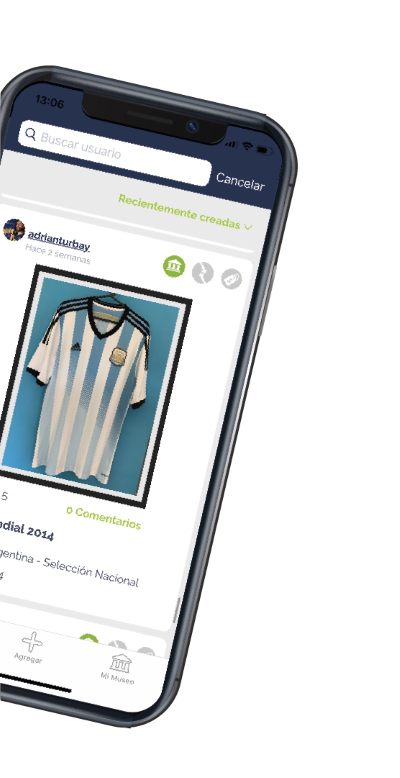 13:06
Buscar usuario
Cancelar
Recientemente creadas
adrianturbay
Hace 2 semanas
5
0 Comentarios
dial 2014
gentina - Selección Nacional
4
Agregar
Mi Museo